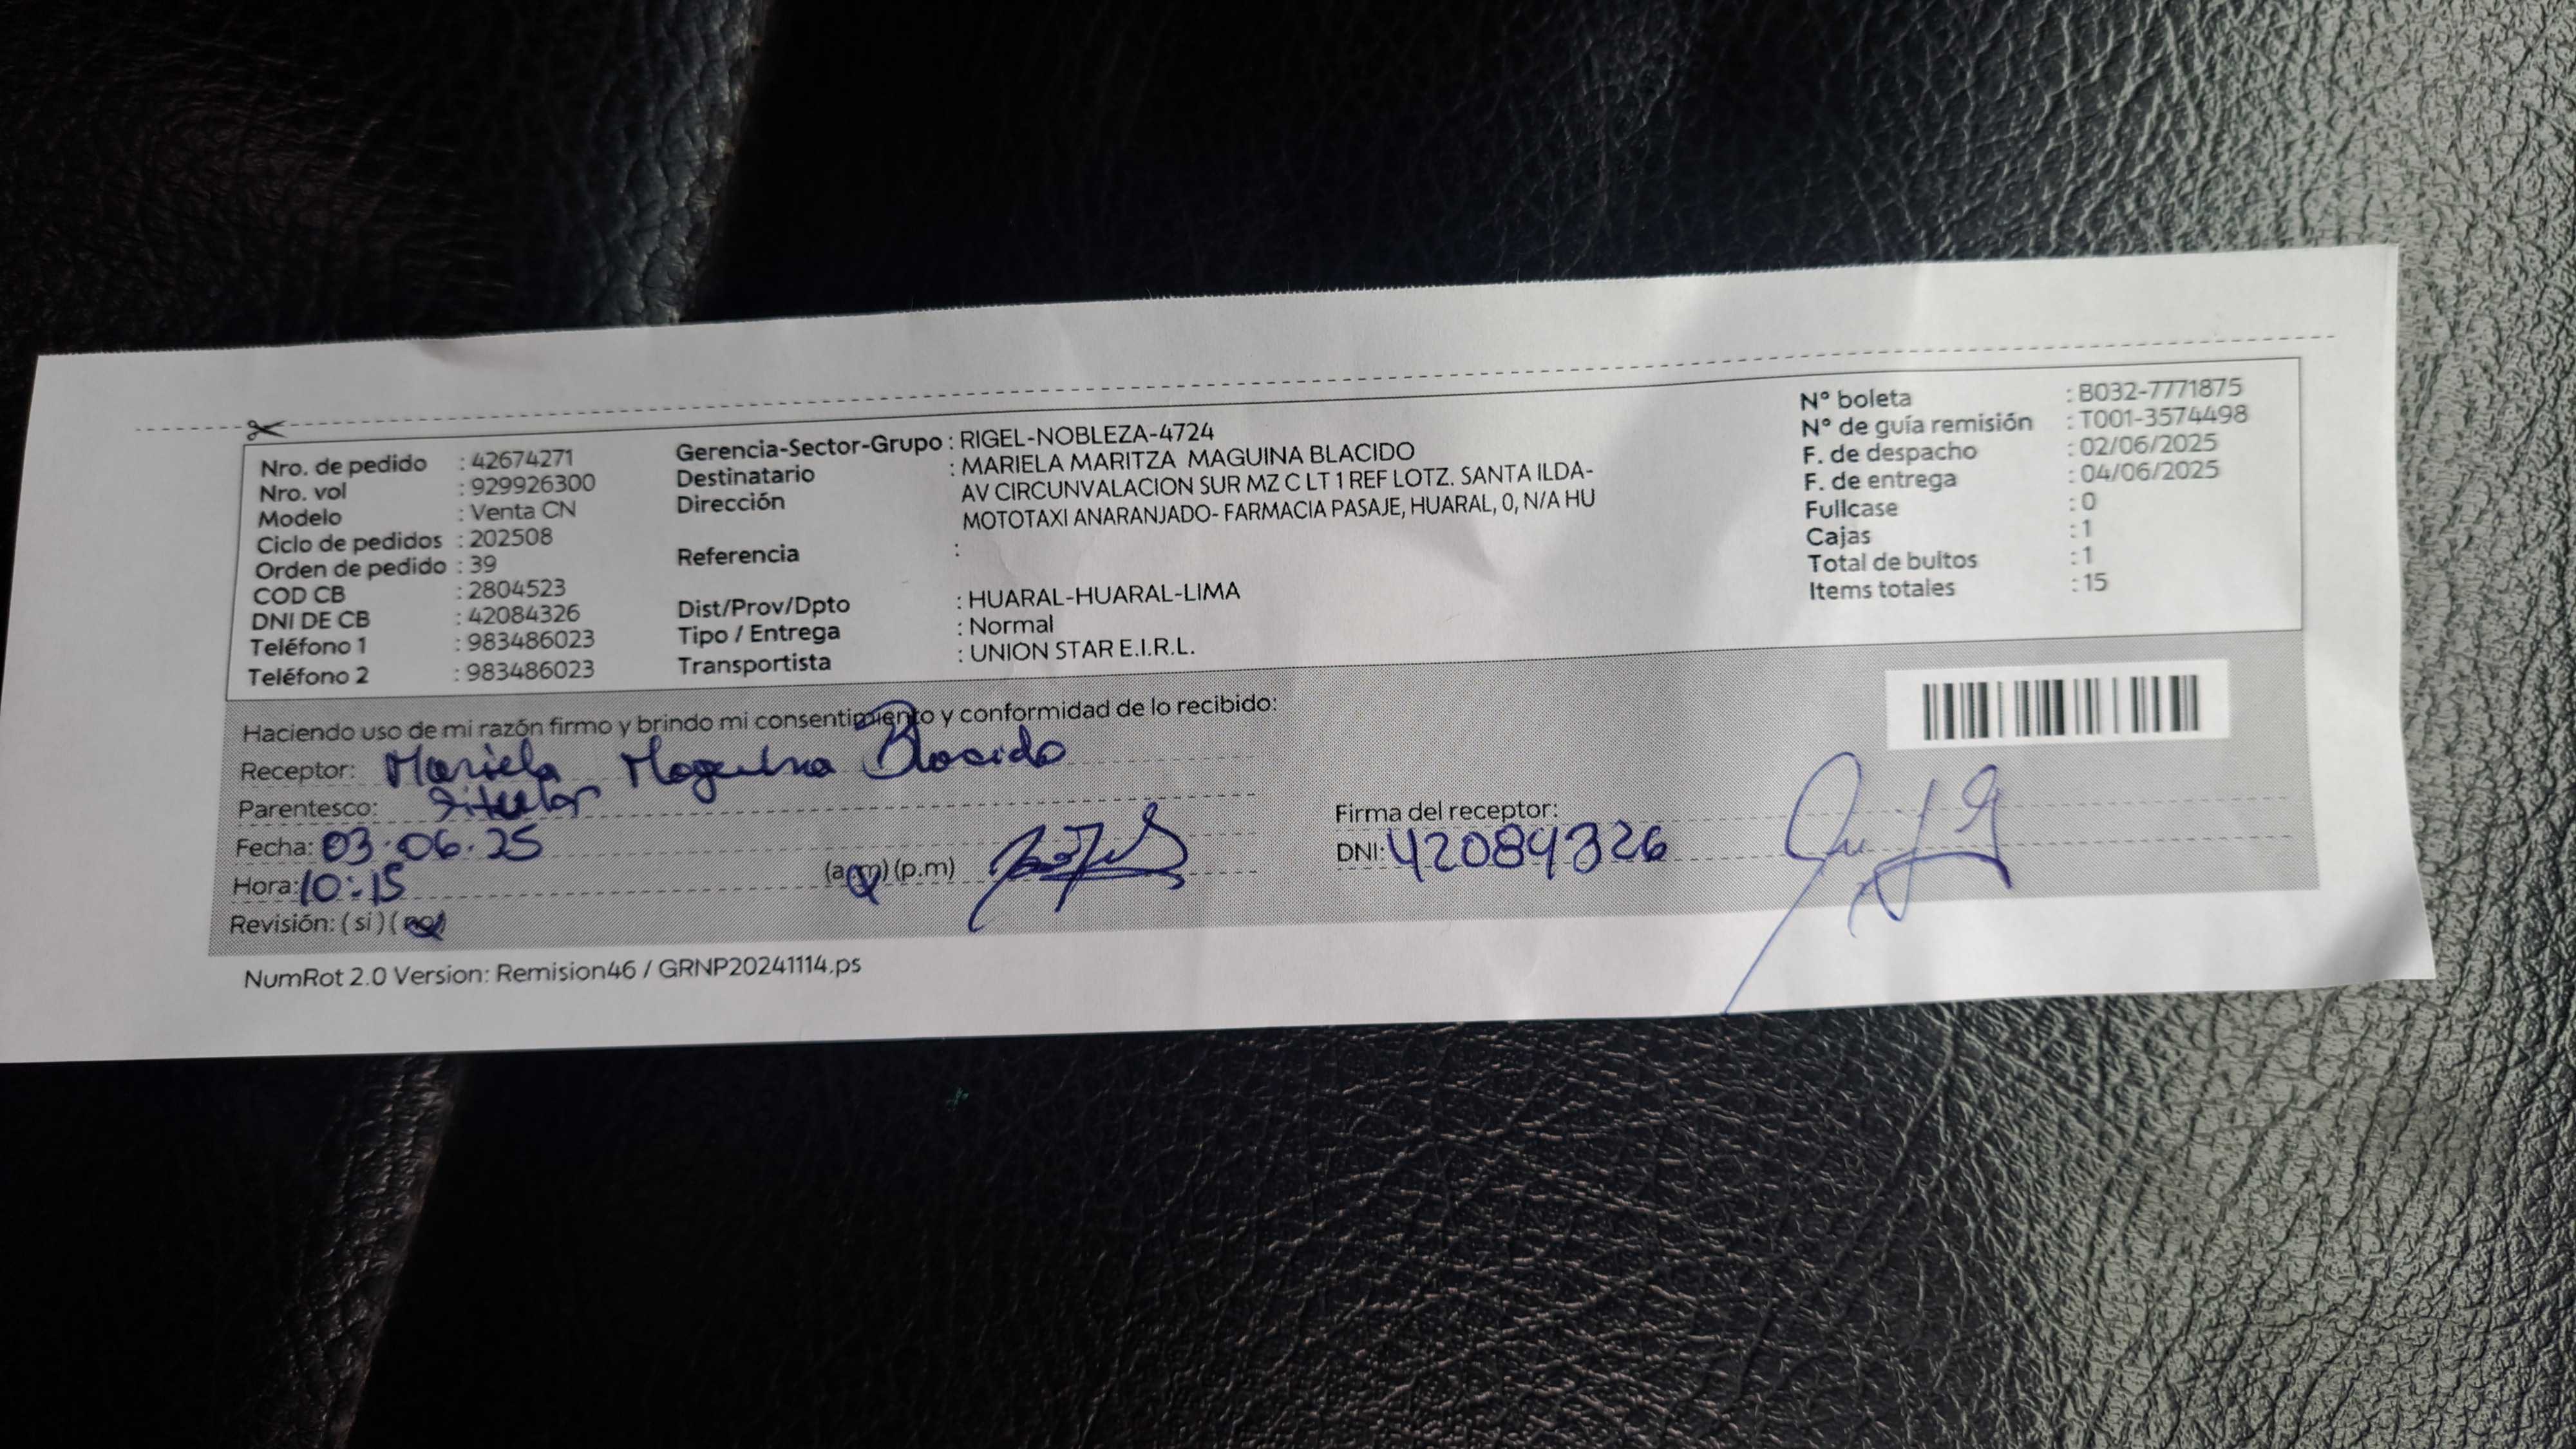 Nro. de pedido : 42674271
Nro. vol : 929926300
Modelo : Venta CN
Ciclo de pedidos : 202508
Orden de pedido : 39
COD CB : 2804523
DNI DE CB : 42084326
Teléfono 1 : 983486023
Teléfono 2 : 983486023
Gerencia-Sector-Grupo : RIGEL-NOBLEZA-4724
Destinatario : MARIELA MARITZA MAGUINA BLACIDO
Dirección AV CIRCUNVALACION SUR MZ C LT 1 REF LOTZ. SANTA ILDA-
MOTOTAXI ANARANJADO- FARMACIA PASAJE, HUARAL, 0, N/A HU
Referencia :
Dist/Prov/Dpto : HUARAL-HUARAL-LIMA
Tipo / Entrega : Normal
Transportista : UNION STAR E.I.R.L.
N° boleta : B032-7771875
N° de guía remisión : T001-3574498
F. de despacho : 02/06/2025
F. de entrega : 04/06/2025
Fullcase : 0
Cajas : 1
Total de bultos : 1
Items totales : 15
Haciendo uso de mi razón firmo y brindo mi consentimiento y conformidad de lo recibido:
Receptor: Mariela Maguiña Blacido
Parentesco: titular
Fecha: 03.06.25
Hora: 10:15 (a.m) (p.m)
Revisión: (si) (no)
Firma del receptor:
DNI: 42084326
NumRot 2.0 Version: Remision46 / GRNP20241114.ps